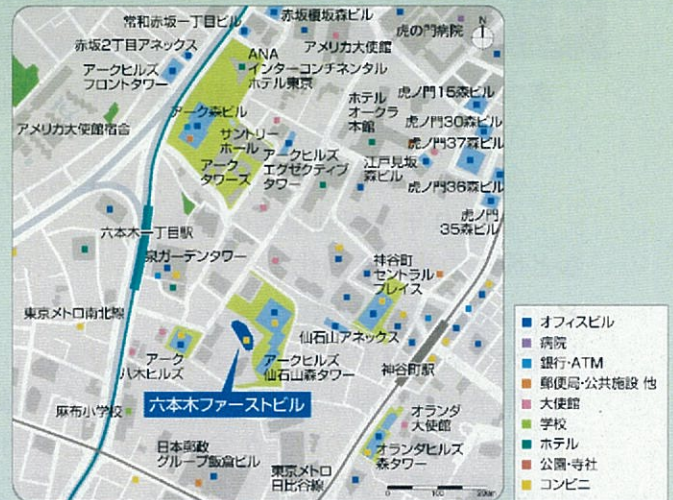 常和赤坂一丁目ビル
赤坂榎坂森ビル
虎の門病院
N
赤坂2丁目アネックス
アメリカ大使館
ANA
インターコンチネンタル
ホテル東京
アークヒルズ
フロントタワー
虎ノ門15森ビル
ホテル
オークラ
本館
アーク森ビル
虎ノ門30森ビル
アメリカ大使館宿舎
サントリー
ホール
虎ノ門37森ビル
アーク
タワーズ
アークヒルズ
エグゼクティブ
タワー
江戸見坂
森ビル
虎ノ門36森ビル
虎ノ門
35森ビル
六本木一丁目駅
泉ガーデンタワー
神谷町
セントラル
プレイス
東京メトロ南北線
仙石山アネックス
アーク
八木ヒルズ
アークヒルズ
仙石山森タワー
神谷町駅
六本木ファーストビル
麻布小学校
オランダ
大使館
日本郵政
グループ飯倉ビル
オランダヒルズ
森タワー
東京メトロ
日比谷線
0 100 200m
オフィスビル
病院
銀行・ATM
郵便局・公共施設 他
大使館
学校
ホテル
公園・寺社
コンビニ